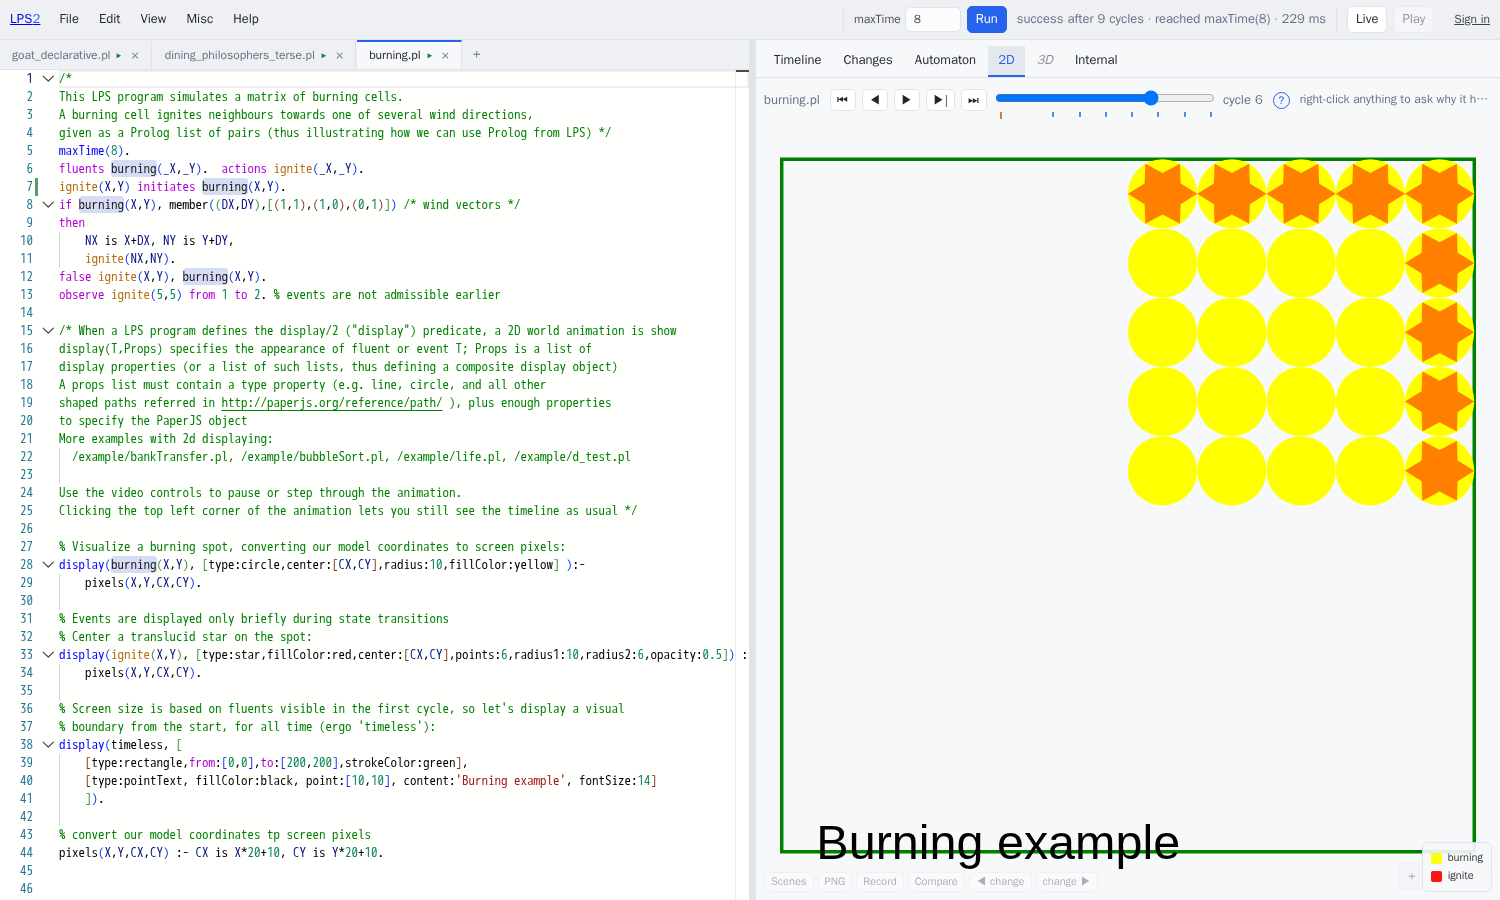 LPS2 File Edit View Misc Help maxTime 8 Run success after 9 cycles · reached maxTime(8) · 229 ms Live Play Sign in
goat_declarative.pl dining_philosophers_terse.pl burning.pl +
Timeline Changes Automaton 2D 3D Internal
burning.pl cycle 6 ? right-click anything to ask why it h…
1 /*
2 This LPS program simulates a matrix of burning cells.
3 A burning cell ignites neighbours towards one of several wind directions,
4 given as a Prolog list of pairs (thus illustrating how we can use Prolog from LPS) */
5 maxTime(8).
6 fluents burning(_X,_Y).  actions ignite(_X,_Y).
7 ignite(X,Y) initiates burning(X,Y).
8 if burning(X,Y), member((DX,DY),[(1,1),(1,0),(0,1)]) /* wind vectors */
9 then
10 NX is X+DX, NY is Y+DY,
11 ignite(NX,NY).
12 false ignite(X,Y), burning(X,Y).
13 observe ignite(5,5) from 1 to 2. % events are not admissible earlier
14
15 /* When a LPS program defines the display/2 ("display") predicate, a 2D world animation is show
16 display(T,Props) specifies the appearance of fluent or event T; Props is a list of
17 display properties (or a list of such lists, thus defining a composite display object)
18 A props list must contain a type property (e.g. line, circle, and all other
19 shaped paths referred in http://paperjs.org/reference/path/ ), plus enough properties
20 to specify the PaperJS object
21 More examples with 2d displaying:
22 /example/bankTransfer.pl, /example/bubbleSort.pl, /example/life.pl, /example/d_test.pl
23
24 Use the video controls to pause or step through the animation.
25 Clicking the top left corner of the animation lets you still see the timeline as usual */
26
27 % Visualize a burning spot, converting our model coordinates to screen pixels:
28 display(burning(X,Y), [type:circle,center:[CX,CY],radius:10,fillColor:yellow] ):-
29 pixels(X,Y,CX,CY).
30
31 % Events are displayed only briefly during state transitions
32 % Center a translucid star on the spot:
33 display(ignite(X,Y), [type:star,fillColor:red,center:[CX,CY],points:6,radius1:10,radius2:6,opacity:0.5]) :
34 pixels(X,Y,CX,CY).
35
36 % Screen size is based on fluents visible in the first cycle, so let's display a visual
37 % boundary from the start, for all time (ergo 'timeless'):
38 display(timeless, [
39 [type:rectangle,from:[0,0],to:[200,200],strokeColor:green],
40 [type:pointText, fillColor:black, point:[10,10], content:'Burning example', fontSize:14]
41 ]).
42
43 % convert our model coordinates tp screen pixels
44 pixels(X,Y,CX,CY) :- CX is X*20+10, CY is Y*20+10.
45
46
Burning example
burning
ignite
Scenes PNG Record Compare ◀ change change ▶ +